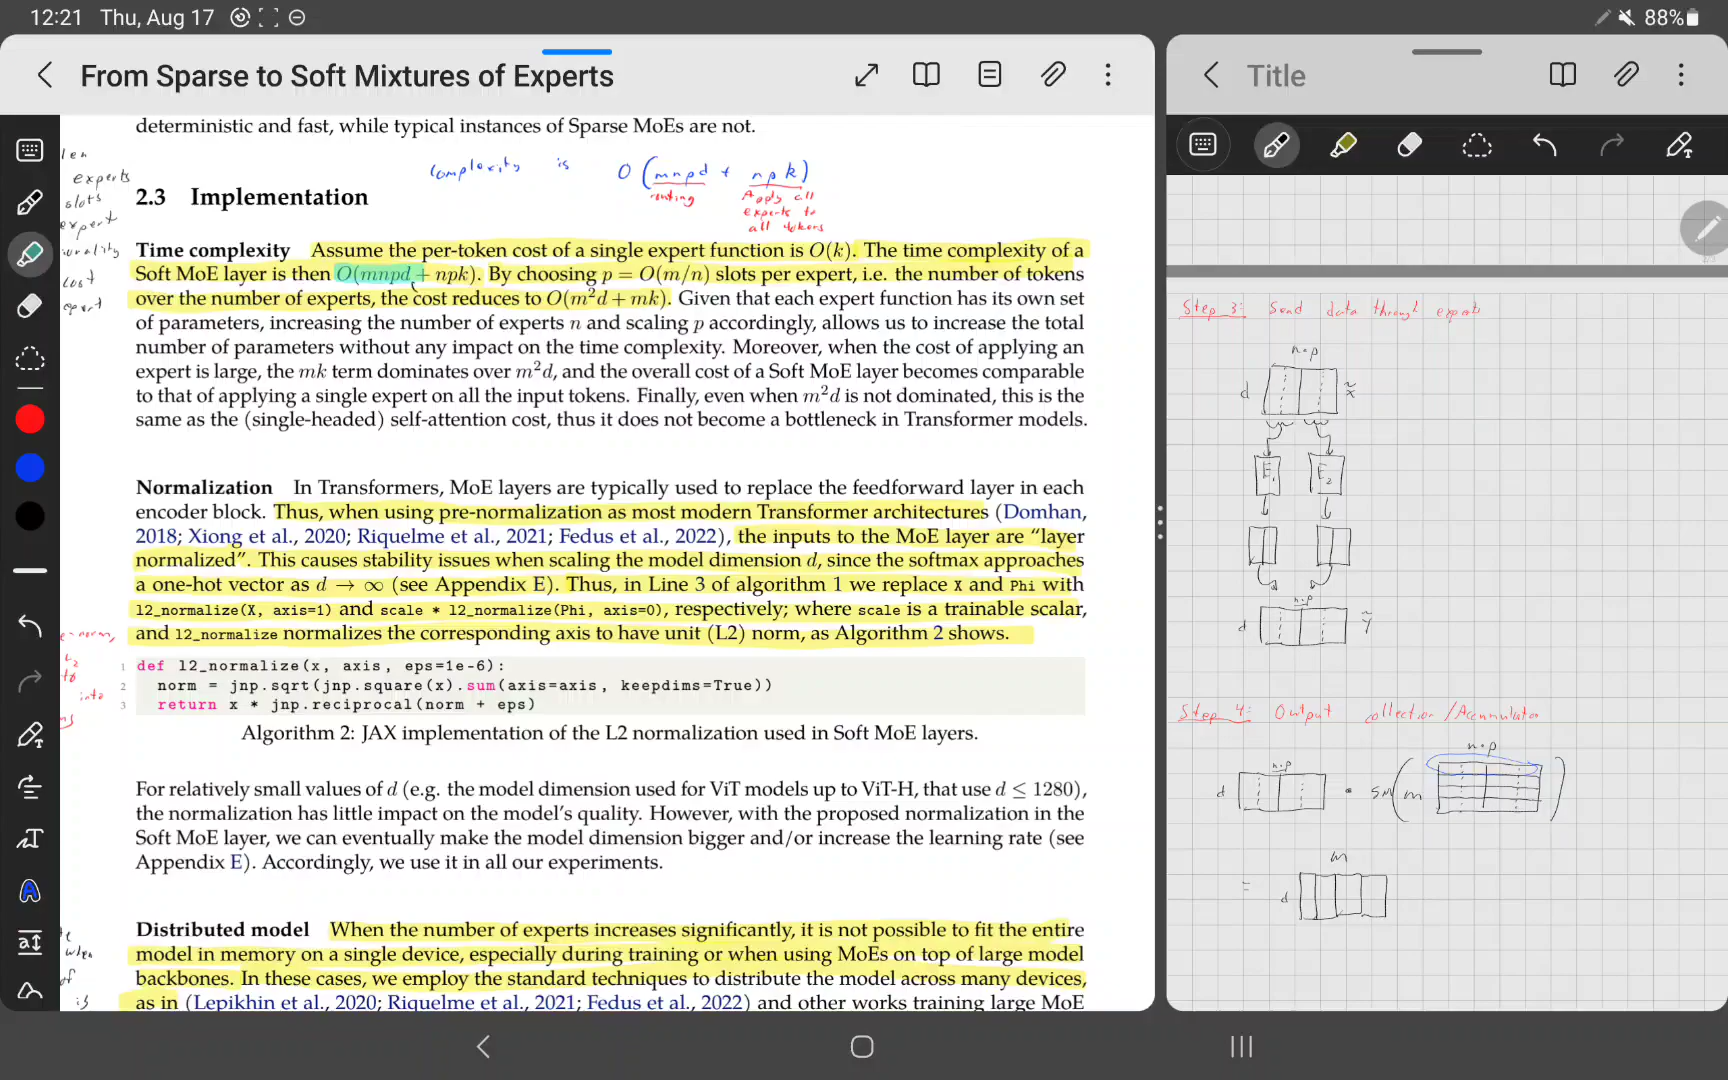 12:21 Thu, Aug 17
88%
From Sparse to Soft Mixtures of Experts
deterministic and fast, while typical instances of Sparse MoEs are not.
len
experts
slots
expert
cost
complexity is O(mnpd + npk)
routing
Apply all
experts to
all tokens
2.3 Implementation
Time complexity Assume the per-token cost of a single expert function is O(k). The time complexity of a
Soft MoE layer is then O(mnpd + npk). By choosing p = O(m/n) slots per expert, i.e. the number of tokens
over the number of experts, the cost reduces to O(m²d + mk). Given that each expert function has its own set
of parameters, increasing the number of experts n and scaling p accordingly, allows us to increase the total
number of parameters without any impact on the time complexity. Moreover, when the cost of applying an
expert is large, the mk term dominates over m²d, and the overall cost of a Soft MoE layer becomes comparable
to that of applying a single expert on all the input tokens. Finally, even when m²d is not dominated, this is the
same as the (single-headed) self-attention cost, thus it does not become a bottleneck in Transformer models.
Normalization In Transformers, MoE layers are typically used to replace the feedforward layer in each
encoder block. Thus, when using pre-normalization as most modern Transformer architectures (Domhan,
2018; Xiong et al., 2020; Riquelme et al., 2021; Fedus et al., 2022), the inputs to the MoE layer are “layer
normalized”. This causes stability issues when scaling the model dimension d, since the softmax approaches
a one-hot vector as d → ∞ (see Appendix E). Thus, in Line 3 of algorithm 1 we replace X and Phi with
l2_normalize(X, axis=1) and scale * l2_normalize(Phi, axis=0), respectively; where scale is a trainable scalar,
and l2_normalize normalizes the corresponding axis to have unit (L2) norm, as Algorithm 2 shows.
L2
to
into
1 def l2_normalize(x, axis, eps=1e-6):
2 norm = jnp.sqrt(jnp.square(x).sum(axis=axis, keepdims=True))
3 return x * jnp.reciprocal(norm + eps)
Algorithm 2: JAX implementation of the L2 normalization used in Soft MoE layers.
For relatively small values of d (e.g. the model dimension used for ViT models up to ViT-H, that use d ≤ 1280),
the normalization has little impact on the model’s quality. However, with the proposed normalization in the
Soft MoE layer, we can eventually make the model dimension bigger and/or increase the learning rate (see
Appendix E). Accordingly, we use it in all our experiments.
Distributed model When the number of experts increases significantly, it is not possible to fit the entire
model in memory on a single device, especially during training or when using MoEs on top of large model
backbones. In these cases, we employ the standard techniques to distribute the model across many devices,
as in (Lepikhin et al., 2020; Riquelme et al., 2021; Fedus et al., 2022) and other works training large MoE
when
of
is
Title
Step 3: Send data through experts
n·p
d X̃
E1 E2
n·p
d Ỹ
Step 4: Output collection/Accumulation
n·p n·p
d • SM(m )
m
= d